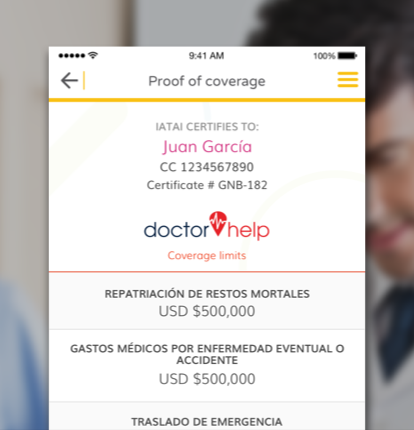 9:41 AM 100%
Proof of coverage
IATAI CERTIFIES TO:
Juan García
CC 1234567890
Certificate # GNB-182
doctor help
Coverage limits
REPATRIACIÓN DE RESTOS MORTALES
USD $500,000
GASTOS MÉDICOS POR ENFERMEDAD EVENTUAL O
ACCIDENTE
USD $500,000
TRASLADO DE EMERGENCIA